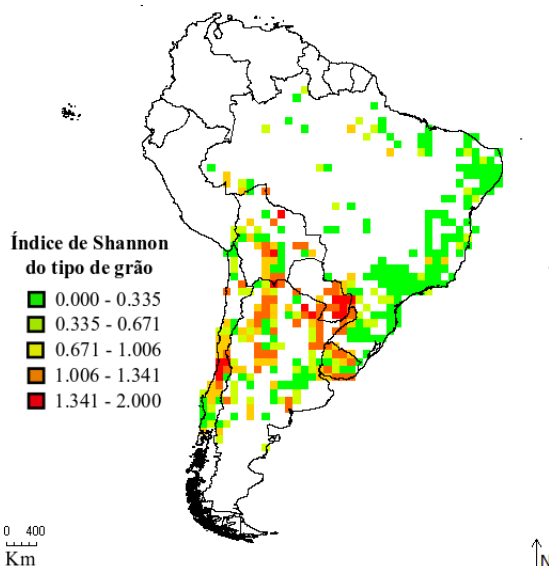 Índice de Shannon
do tipo de grão
0.000 - 0.335
0.335 - 0.671
0.671 - 1.006
1.006 - 1.341
1.341 - 2.000
0 400
Km
N